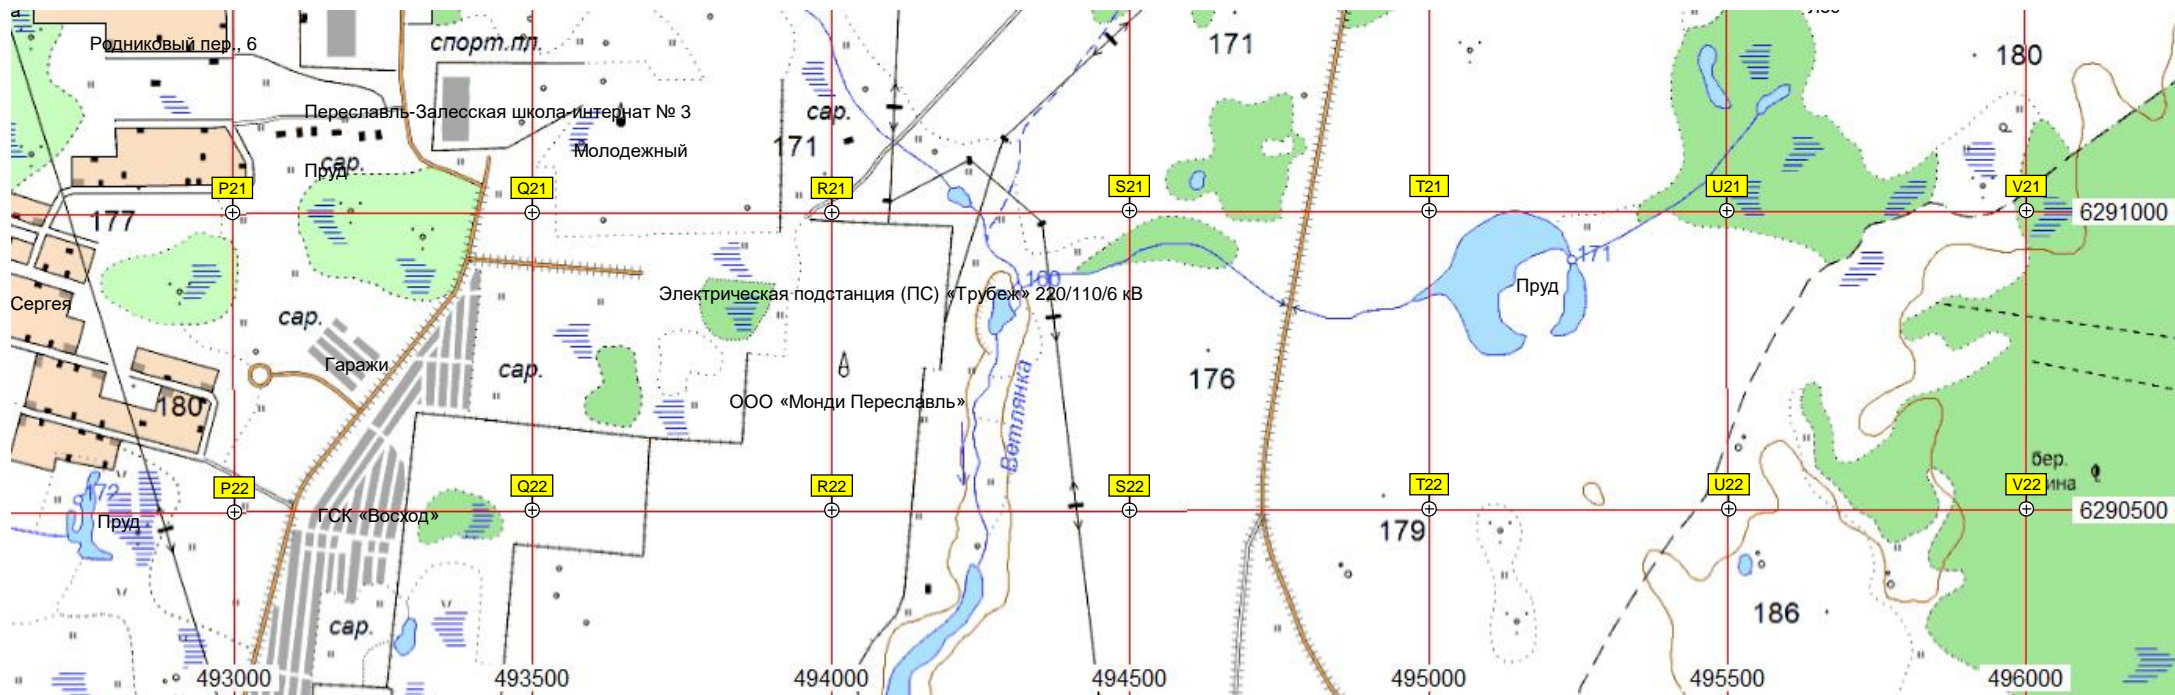 а
Родниковый пер., 6
спорт.пл.
171
180
Переславль-Залесская школа-интернат № 3
сар.
171
Молодежный
сар.
Пруд
P21
Q21
R21
S21
T21
U21
V21
177
6291000
171
160
Электрическая подстанция (ПС) «Трубеж» 220/110/6 кВ
Пруд
Сергея
сар.
Гаражи
сар.
176
180
ООО «Монди Переславль»
Ветлянка
бер.
P22
Q22
R22
S22
T22
U22
V22
ина
172
Пруд
ГСК «Восход»
179
6290500
сар.
186
493000
493500
494000
494500
495000
495500
496000